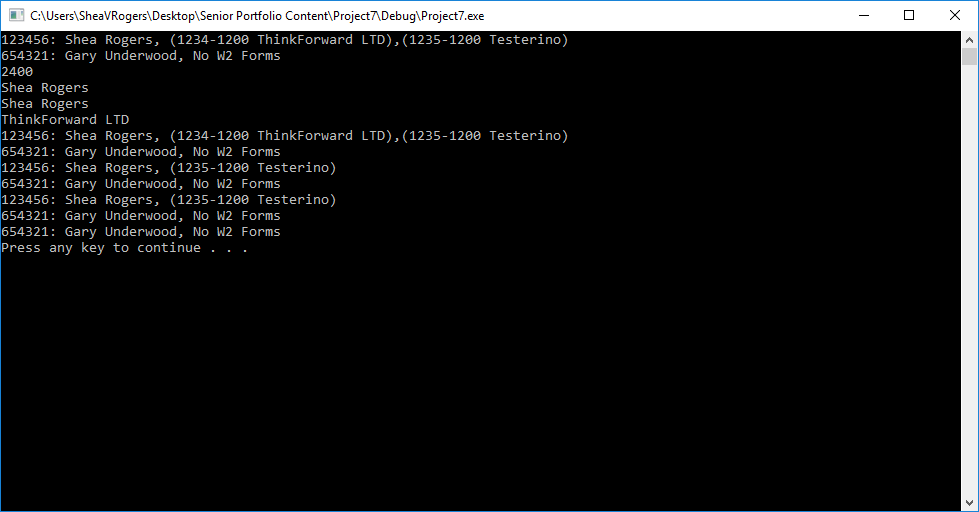 C:\Users\SheaVRogers\Desktop\Senior Portfolio Content\Project7\Debug\Project7.exe
123456: Shea Rogers, (1234-1200 ThinkForward LTD),(1235-1200 Testerino)
654321: Gary Underwood, No W2 Forms
2400
Shea Rogers
Shea Rogers
ThinkForward LTD
123456: Shea Rogers, (1234-1200 ThinkForward LTD),(1235-1200 Testerino)
654321: Gary Underwood, No W2 Forms
123456: Shea Rogers, (1235-1200 Testerino)
654321: Gary Underwood, No W2 Forms
123456: Shea Rogers, (1235-1200 Testerino)
654321: Gary Underwood, No W2 Forms
654321: Gary Underwood, No W2 Forms
Press any key to continue . . .